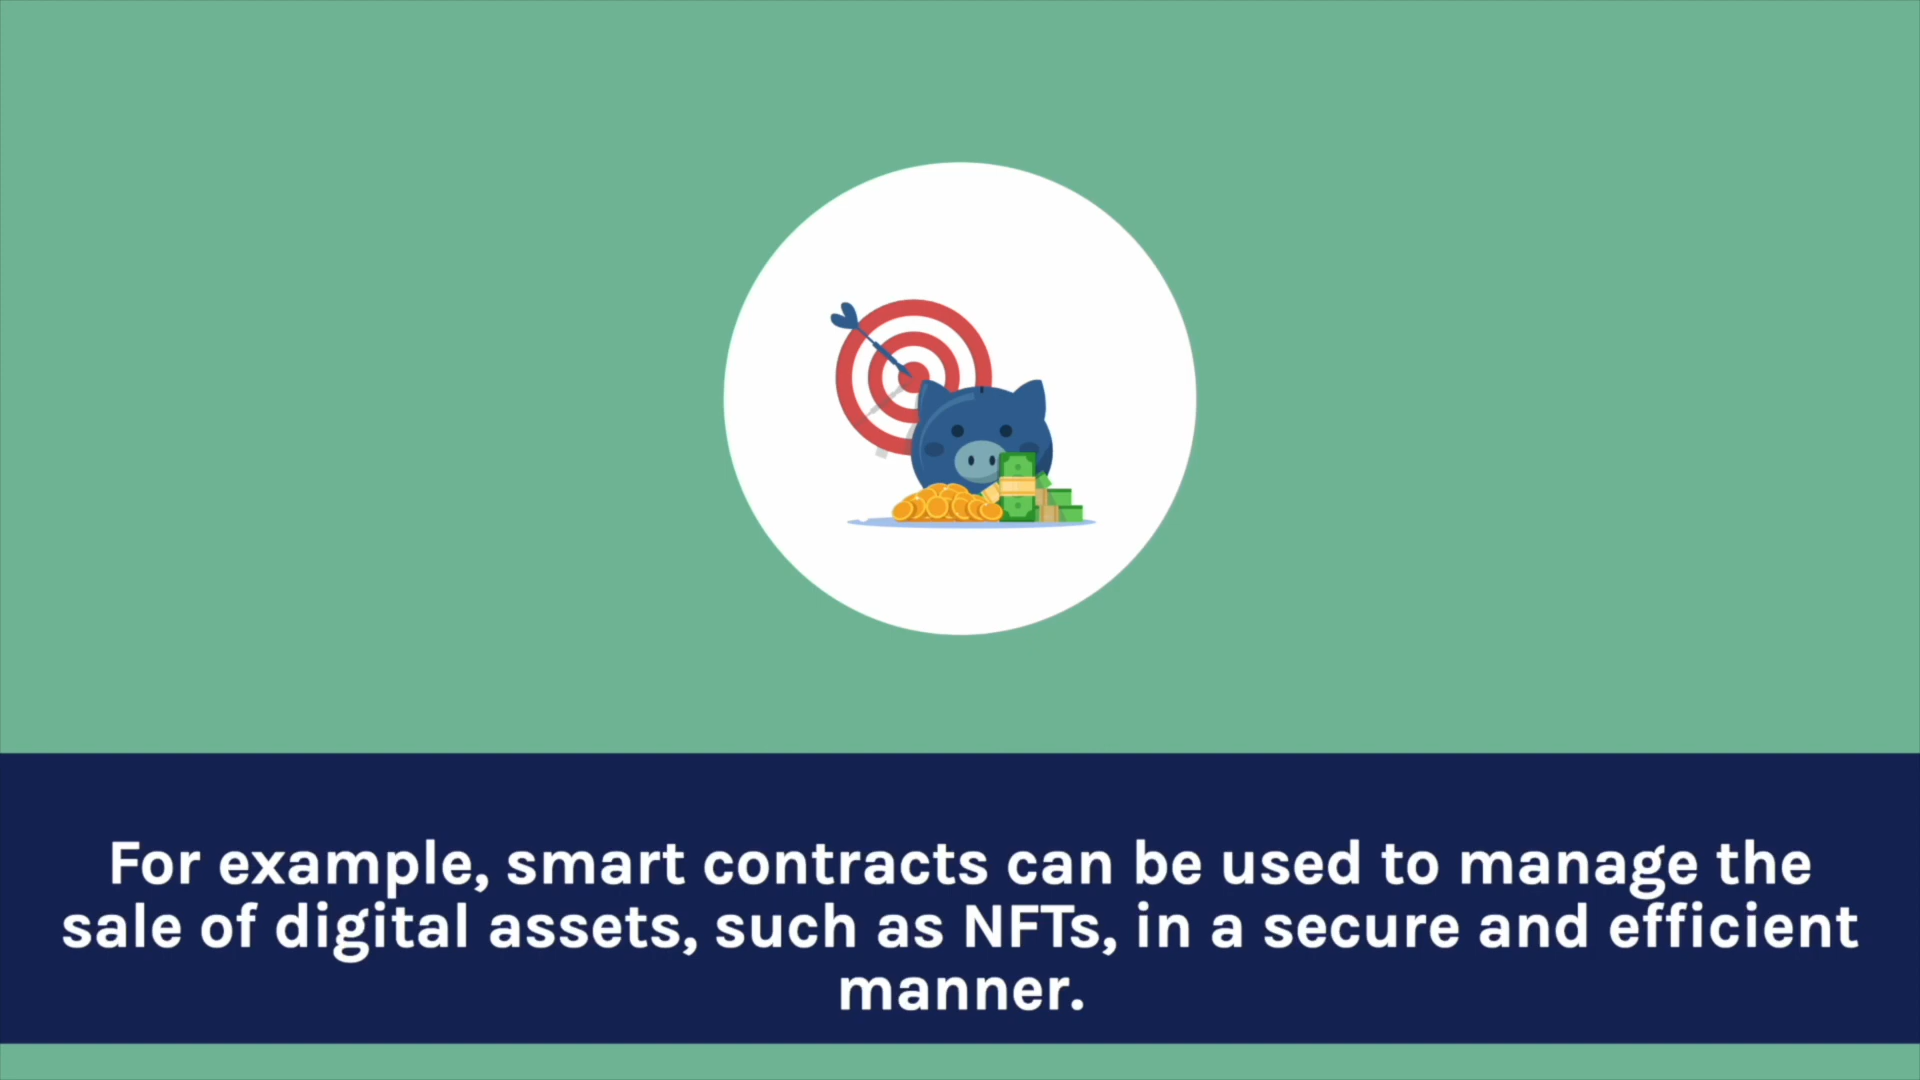 For example, smart contracts can be used to manage the
sale of digital assets, such as NFTs, in a secure and efficient
manner.